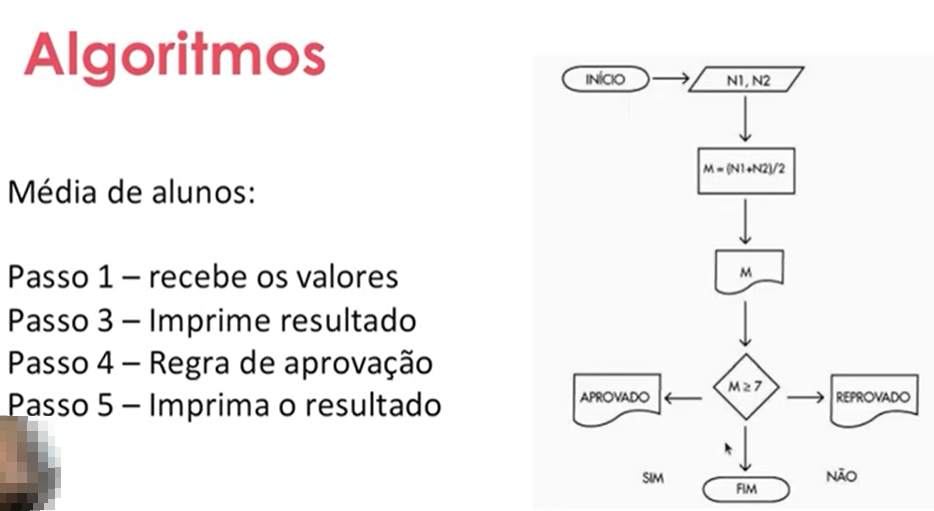 Algoritmos
Média de alunos:
Passo 1 – recebe os valores
Passo 3 – Imprime resultado
Passo 4 – Regra de aprovação
Passo 5 – Imprima o resultado
INÍCIO
N1, N2
M = (N1+N2)/2
M
M ≥ 7
APROVADO
REPROVADO
SIM
NÃO
FIM